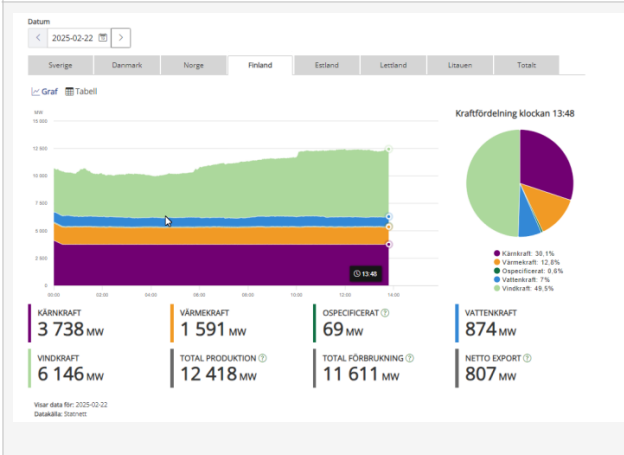 Datum
2025-02-22
Sverige Danmark Norge Finland Estland Lettland Litauen Totalt
Graf Tabell
MW
15 000
12 500
10 000
7 500
5 000
2 500
0
00:00 02:00 04:00 06:00 08:00 10:00 12:00 14:00
13:48
Kraftfördelning klockan 13:48
Kärnkraft: 30,1%
Värmekraft: 12,8%
Ospecificerat: 0,6%
Vattenkraft: 7%
Vindkraft: 49,5%
KÄRNKRAFT
3 738 MW
VÄRMEKRAFT
1 591 MW
OSPECIFICERAT ?
69 MW
VATTENKRAFT
874 MW
VINDKRAFT
6 146 MW
TOTAL PRODUKTION ?
12 418 MW
TOTAL FÖRBRUKNING ?
11 611 MW
NETTO EXPORT ?
807 MW
Visar data för: 2025-02-22
Datakälla: Statnett